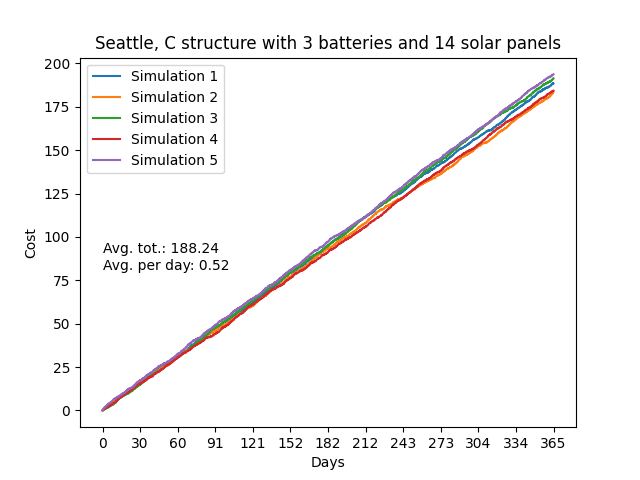 Seattle, C structure with 3 batteries and 14 solar panels
200
175
150
125
100
75
50
25
0
Cost
Simulation 1
Simulation 2
Simulation 3
Simulation 4
Simulation 5
Avg. tot.: 188.24
Avg. per day: 0.52
0 30 60 91 121 152 182 212 243 273 304 334 365
Days